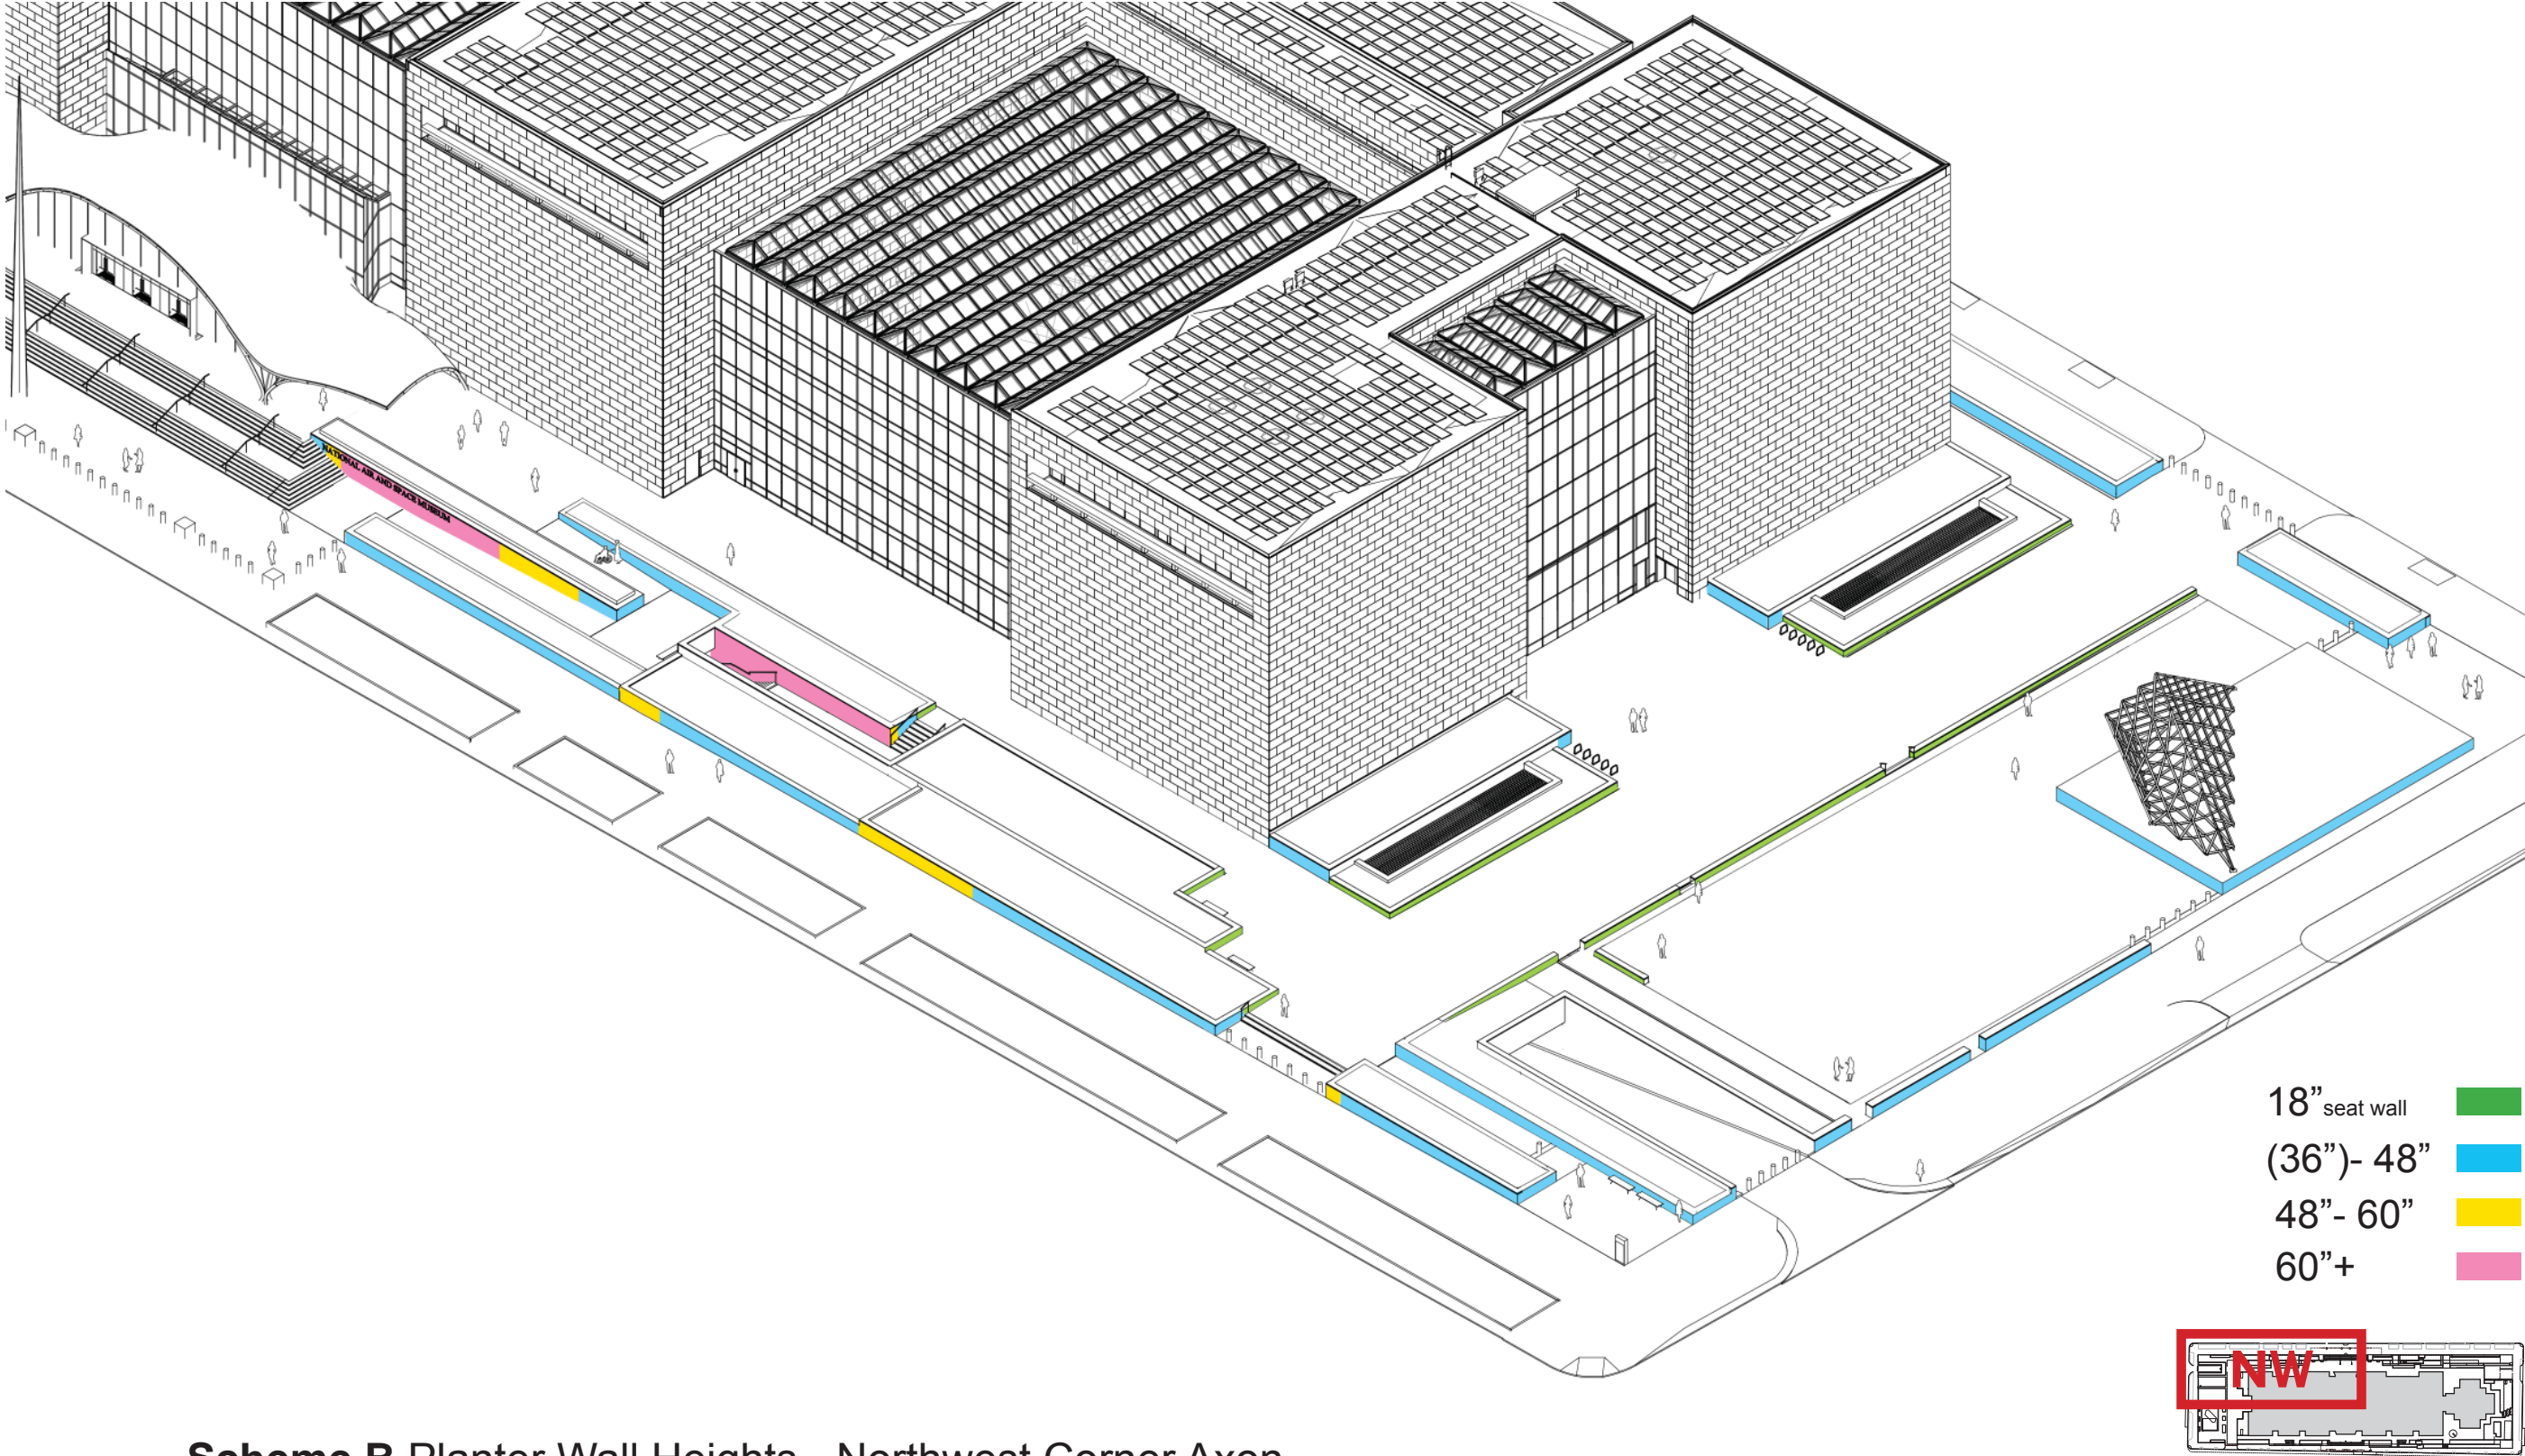 NATIONAL AIR AND SPACE MUSEUM
18” seat wall
(36”)- 48”
48”- 60”
60”+
NW
Scheme B Planter Wall Heights - Northwest Corner Axon